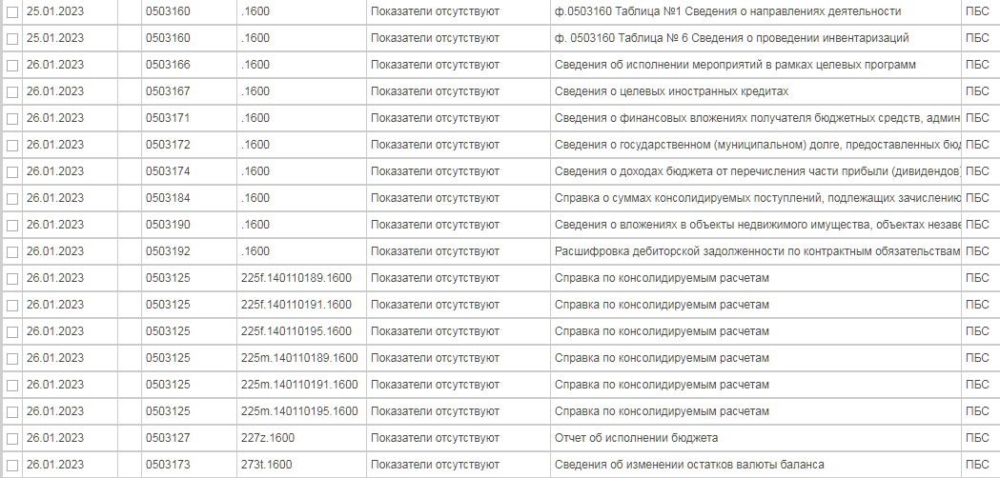 25.01.2023 0503160 .1600 Показатели отсутствуют ф.0503160 Таблица №1 Сведения о направлениях деятельности ПБС
25.01.2023 0503160 .1600 Показатели отсутствуют ф. 0503160 Таблица № 6 Сведения о проведении инвентаризаций ПБС
26.01.2023 0503166 .1600 Показатели отсутствуют Сведения об исполнении мероприятий в рамках целевых программ ПБС
26.01.2023 0503167 .1600 Показатели отсутствуют Сведения о целевых иностранных кредитах ПБС
26.01.2023 0503171 .1600 Показатели отсутствуют Сведения о финансовых вложениях получателя бюджетных средств, админ ПБС
26.01.2023 0503172 .1600 Показатели отсутствуют Сведения о государственном (муниципальном) долге, предоставленных бюд ПБС
26.01.2023 0503174 .1600 Показатели отсутствуют Сведения о доходах бюджета от перечисления части прибыли (дивидендов) ПБС
26.01.2023 0503184 .1600 Показатели отсутствуют Справка о суммах консолидируемых поступлений, подлежащих зачислению ПБС
26.01.2023 0503190 .1600 Показатели отсутствуют Сведения о вложениях в объекты недвижимого имущества, объектах незаве ПБС
26.01.2023 0503192 .1600 Показатели отсутствуют Расшифровка дебиторской задолженности по контрактным обязательствам ПБС
26.01.2023 0503125 225f.140110189.1600 Показатели отсутствуют Справка по консолидируемым расчетам ПБС
26.01.2023 0503125 225f.140110191.1600 Показатели отсутствуют Справка по консолидируемым расчетам ПБС
26.01.2023 0503125 225f.140110195.1600 Показатели отсутствуют Справка по консолидируемым расчетам ПБС
26.01.2023 0503125 225m.140110189.1600 Показатели отсутствуют Справка по консолидируемым расчетам ПБС
26.01.2023 0503125 225m.140110191.1600 Показатели отсутствуют Справка по консолидируемым расчетам ПБС
26.01.2023 0503125 225m.140110195.1600 Показатели отсутствуют Справка по консолидируемым расчетам ПБС
26.01.2023 0503127 227z.1600 Показатели отсутствуют Отчет об исполнении бюджета ПБС
26.01.2023 0503173 273t.1600 Показатели отсутствуют Сведения об изменении остатков валюты баланса ПБС